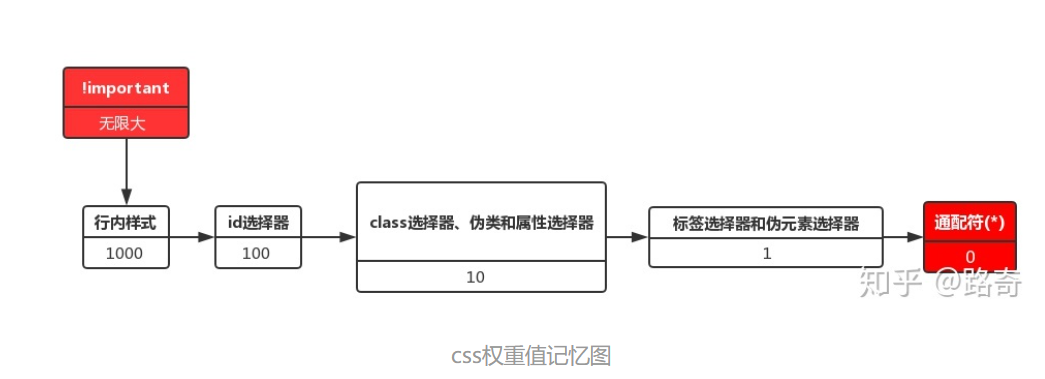 !important
无限大
行内样式
1000
id选择器
100
class选择器、伪类和属性选择器
10
标签选择器和伪元素选择器
1
通配符(*)
0
知乎 @路奇
css权重值记忆图